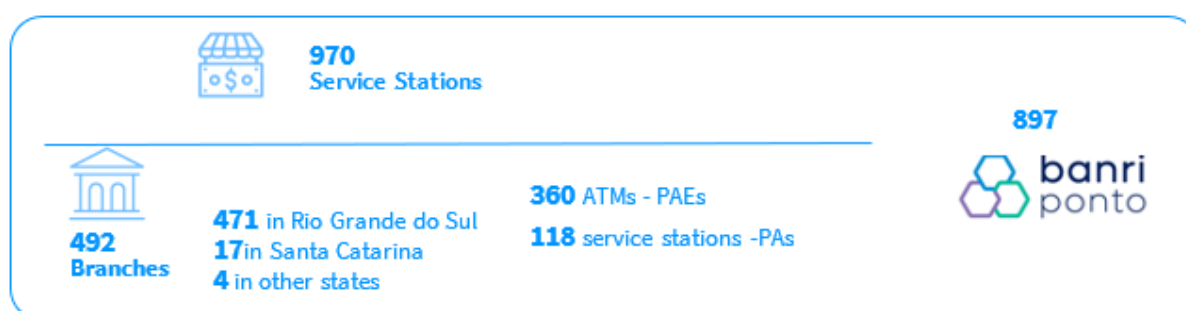 970
Service Stations
897
banri
ponto
492
Branches
471 in Rio Grande do Sul
17in Santa Catarina
4 in other states
360 ATMs - PAEs
118 service stations -PAs